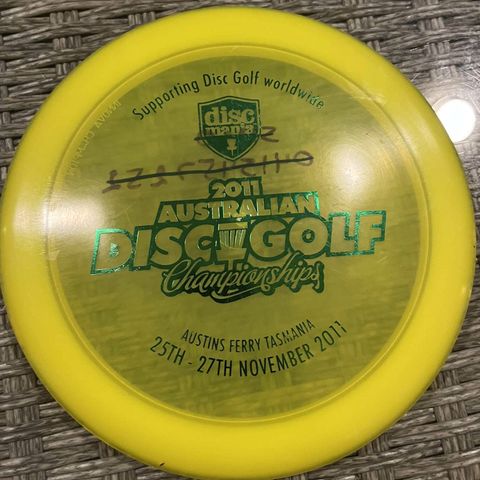 Supporting Disc Golf worldwide
disc
mania
2011
AUSTRALIAN
DISC GOLF
Championships
AUSTINS FERRY TASMANIA
25TH - 27TH NOVEMBER 2011